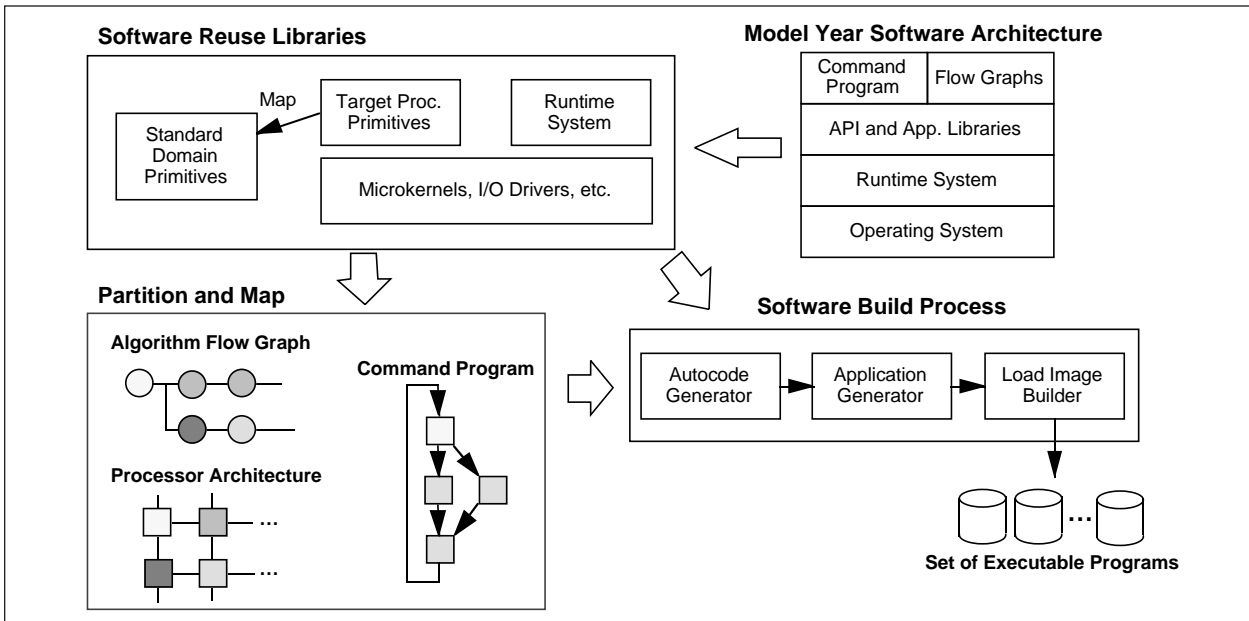 Software Reuse Libraries
Model Year Software Architecture
Map
Target Proc.
Primitives
Runtime
System
Standard
Domain
Primitives
Microkernels, I/O Drivers, etc.
Command
Program
Flow Graphs
API and App. Libraries
Runtime System
Operating System
Partition and Map
Algorithm Flow Graph
Command Program
Processor Architecture
...
...
Software Build Process
Autocode
Generator
Application
Generator
Load Image
Builder
...
Set of Executable Programs